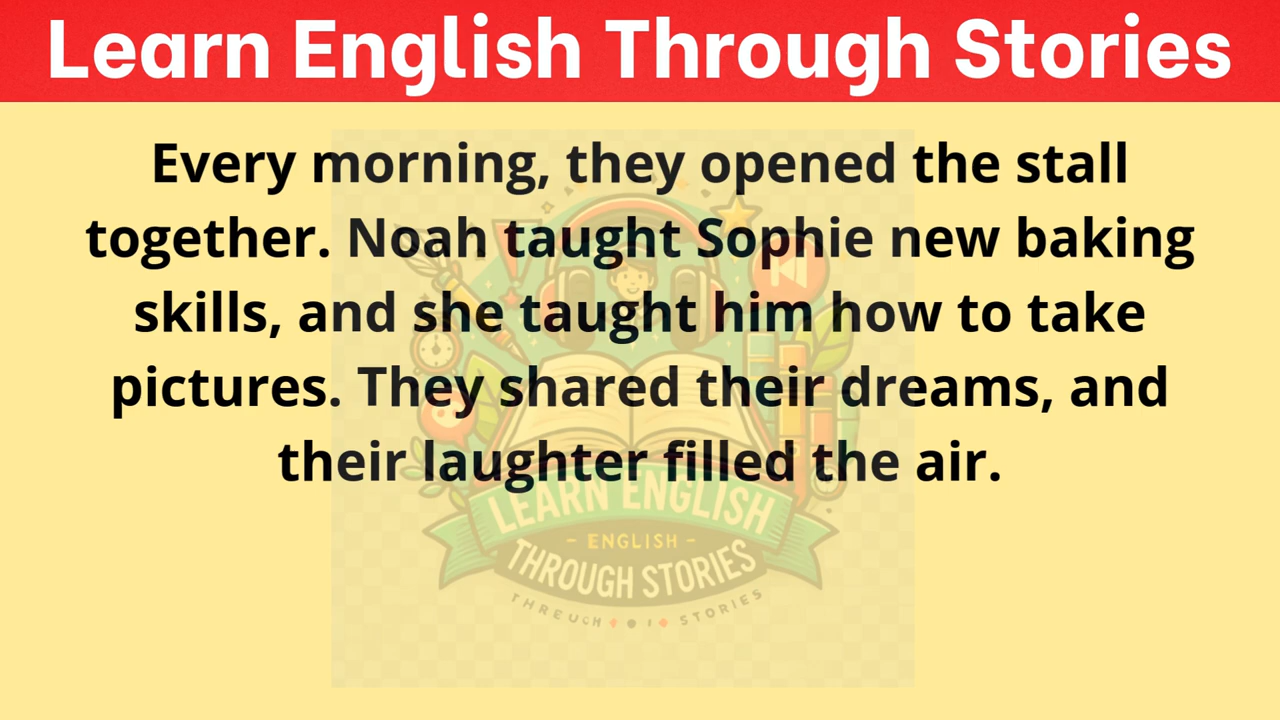 Learn English Through Stories
Every morning, they opened the stall
together. Noah taught Sophie new baking
skills, and she taught him how to take
pictures. They shared their dreams, and
their laughter filled the air.
LEARN ENGLISH
- ENGLISH -
THROUGH STORIES
STORIES